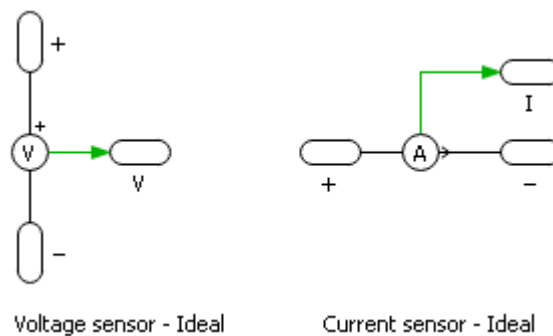 +
+
V
V
-
Voltage sensor - Ideal
I
A
+
-
Current sensor - Ideal